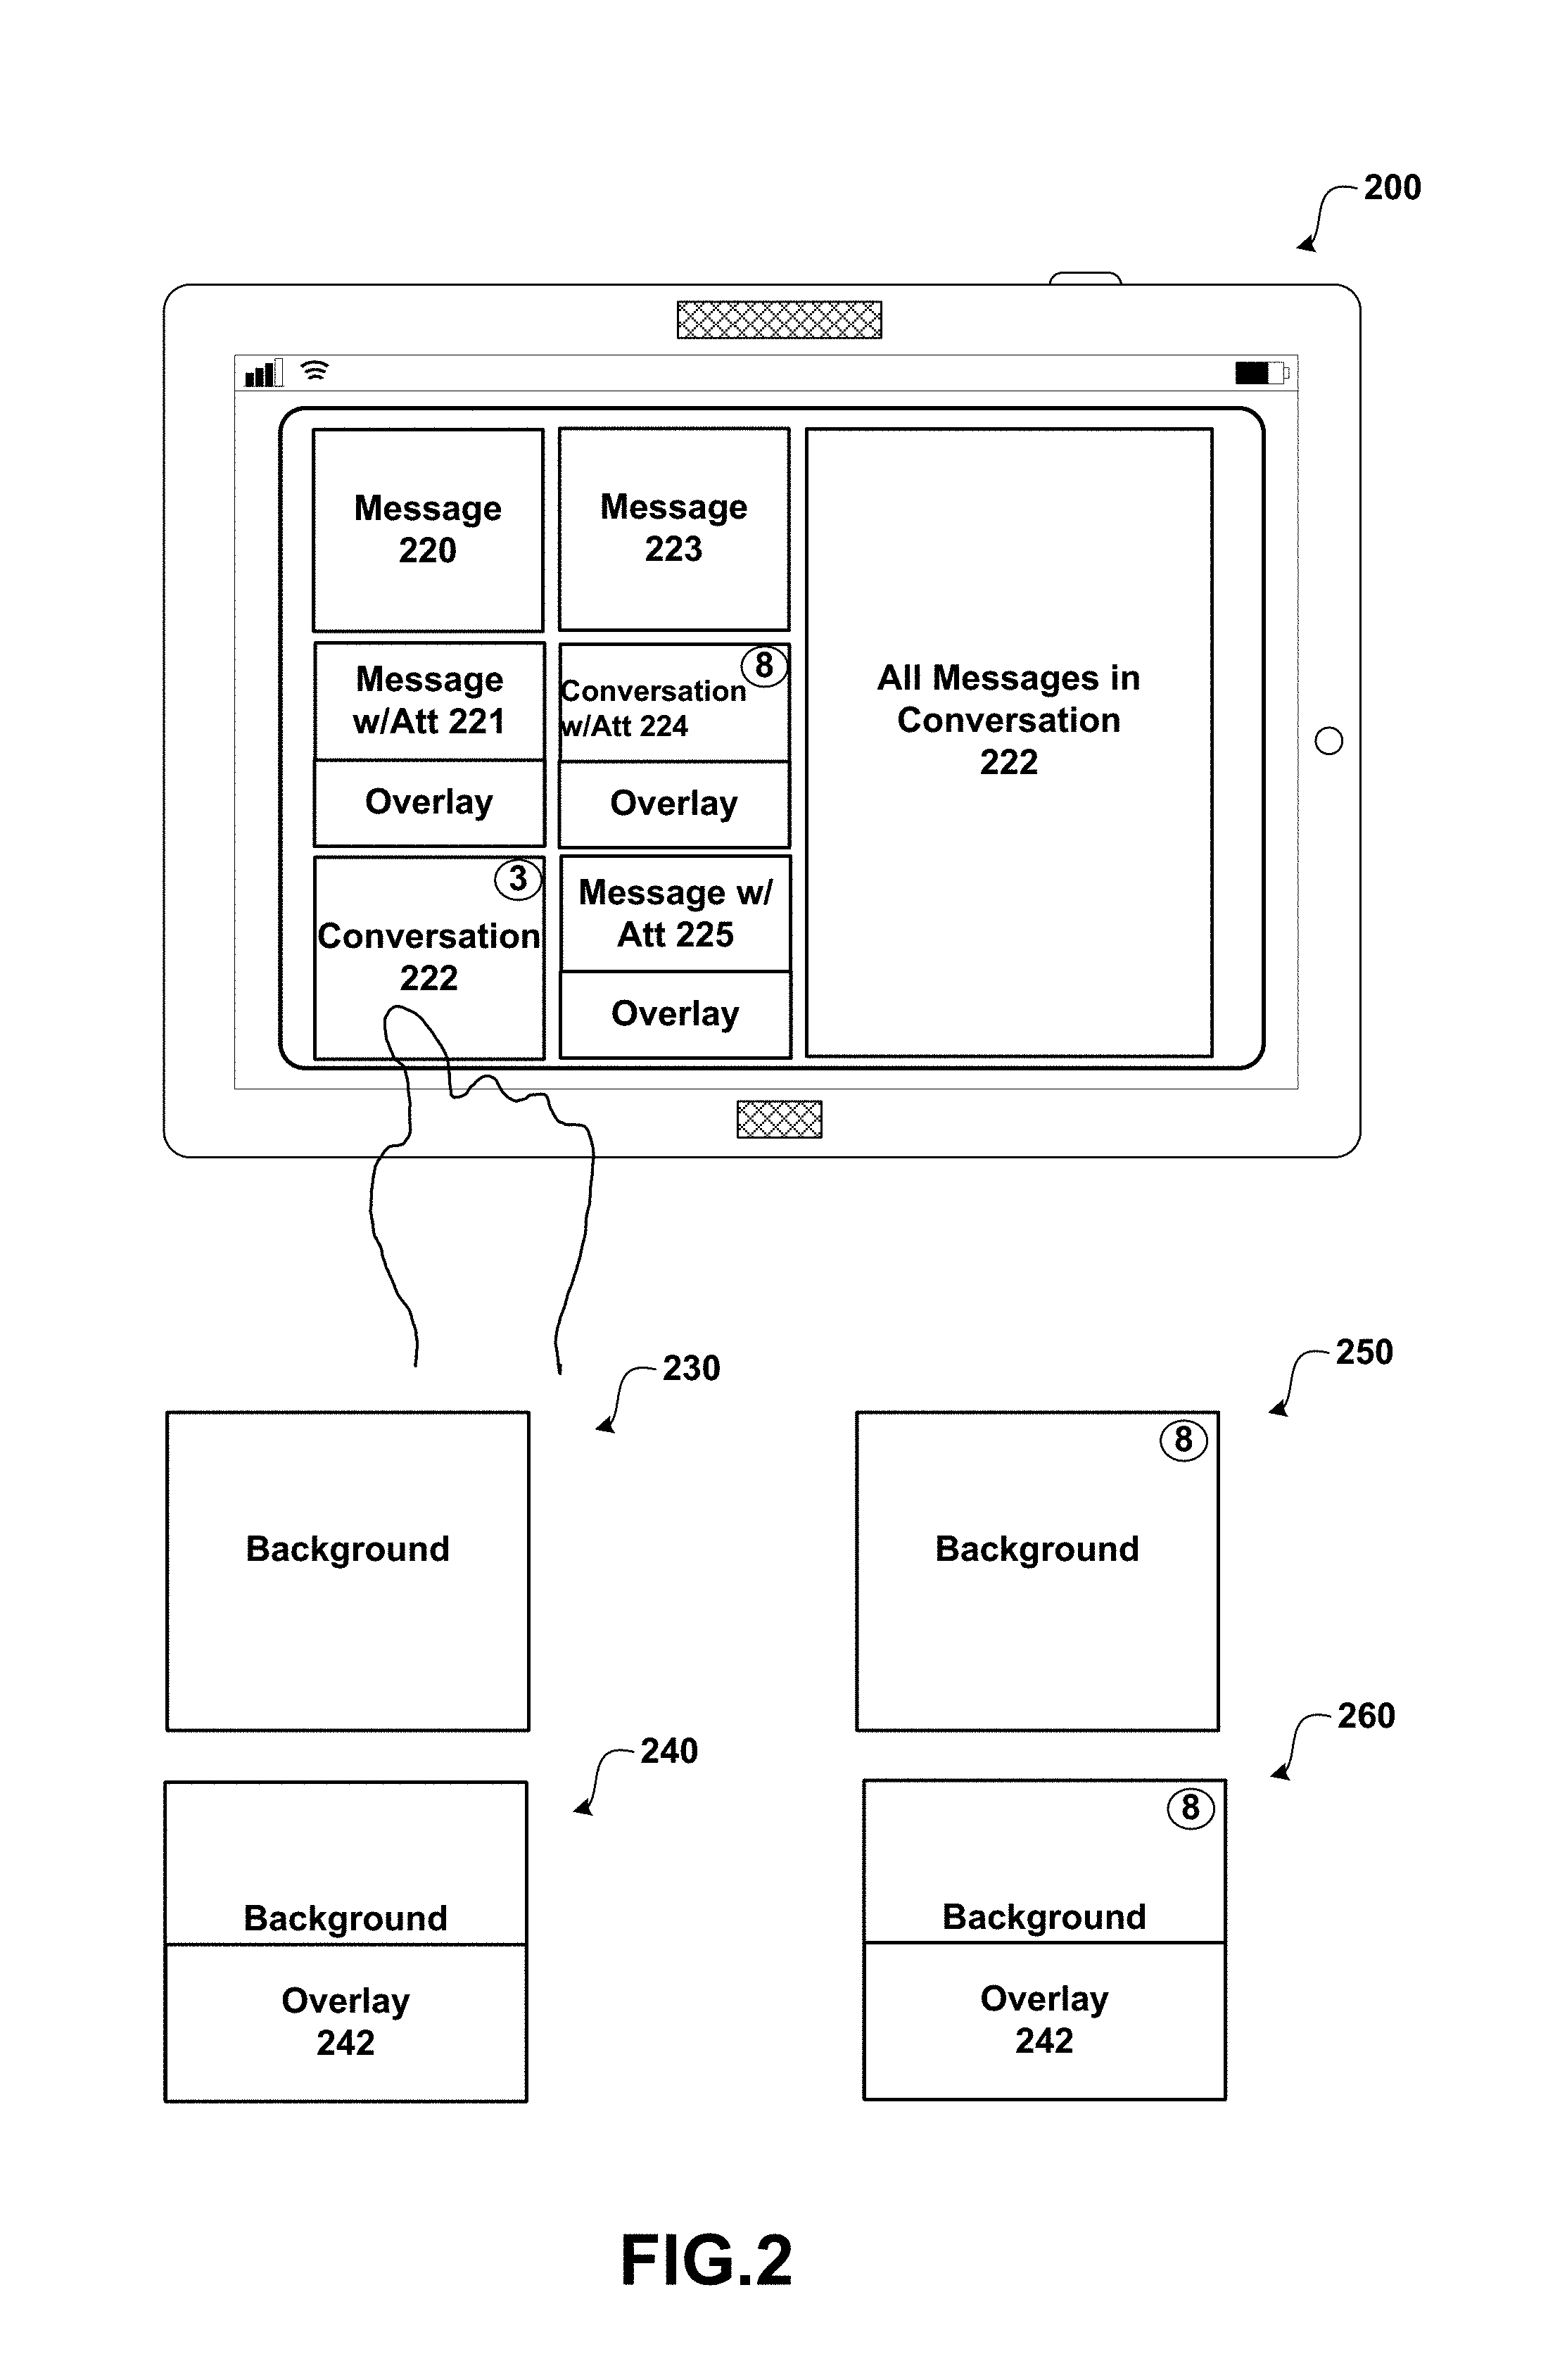 200
Message
220
Message
223
Message
w/Att 221
Overlay
8
Conversation
w/Att 224
Overlay
3
Conversation
222
Message w/
Att 225
Overlay
All Messages in
Conversation
222
230
Background
250
8
Background
240
Background
Overlay
242
260
8
Background
Overlay
242
FIG.2